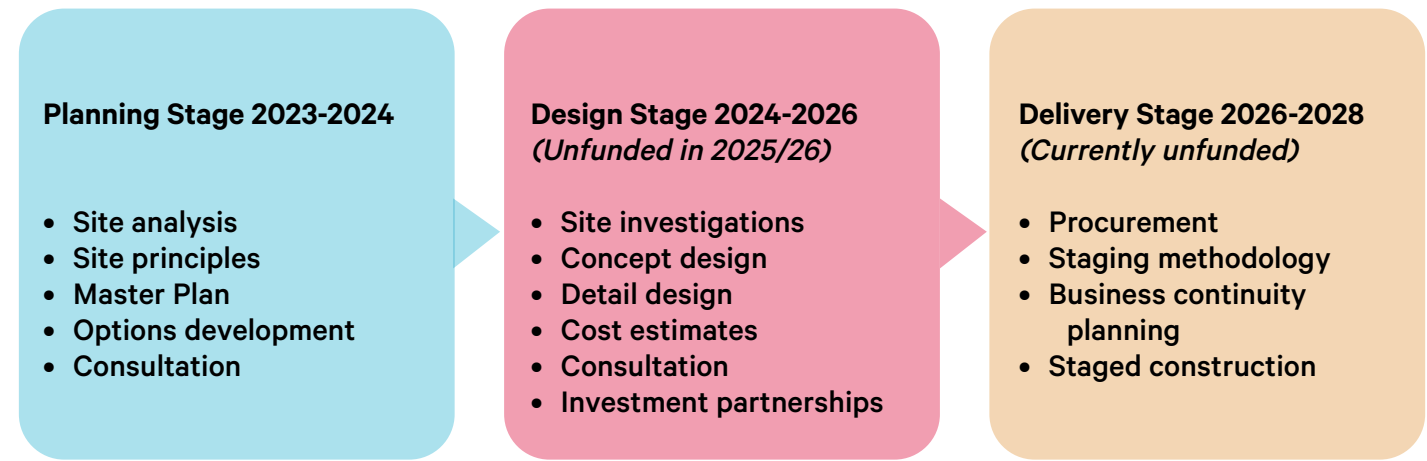 Planning Stage 2023-2024
• Site analysis
• Site principles
• Master Plan
• Options development
• Consultation
Design Stage 2024-2026
(Unfunded in 2025/26)
• Site investigations
• Concept design
• Detail design
• Cost estimates
• Consultation
• Investment partnerships
Delivery Stage 2026-2028
(Currently unfunded)
• Procurement
• Staging methodology
• Business continuity
planning
• Staged construction